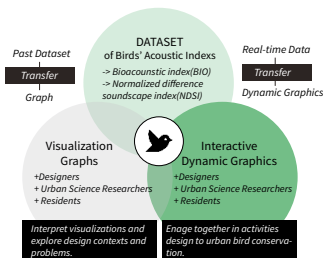 DATASET
of Birds' Acoustic Indexs
-> Bioacoustic index(BIO)
-> Normalized difference
soundscape index(NDSI)
Past Dataset
Transfer
Graph
Real-time Data
Transfer
Dynamic Graphics
Visualization
Graphs
+Designers
+ Urban Science Researchers
+ Residents
Interactive
Dynamic Graphics
+Designers
+ Urban Science Researchers
+ Residents
Interpret visualizations and
explore design contexts and
problems.
Enage together in activities
design to urban bird conserva-
tion.